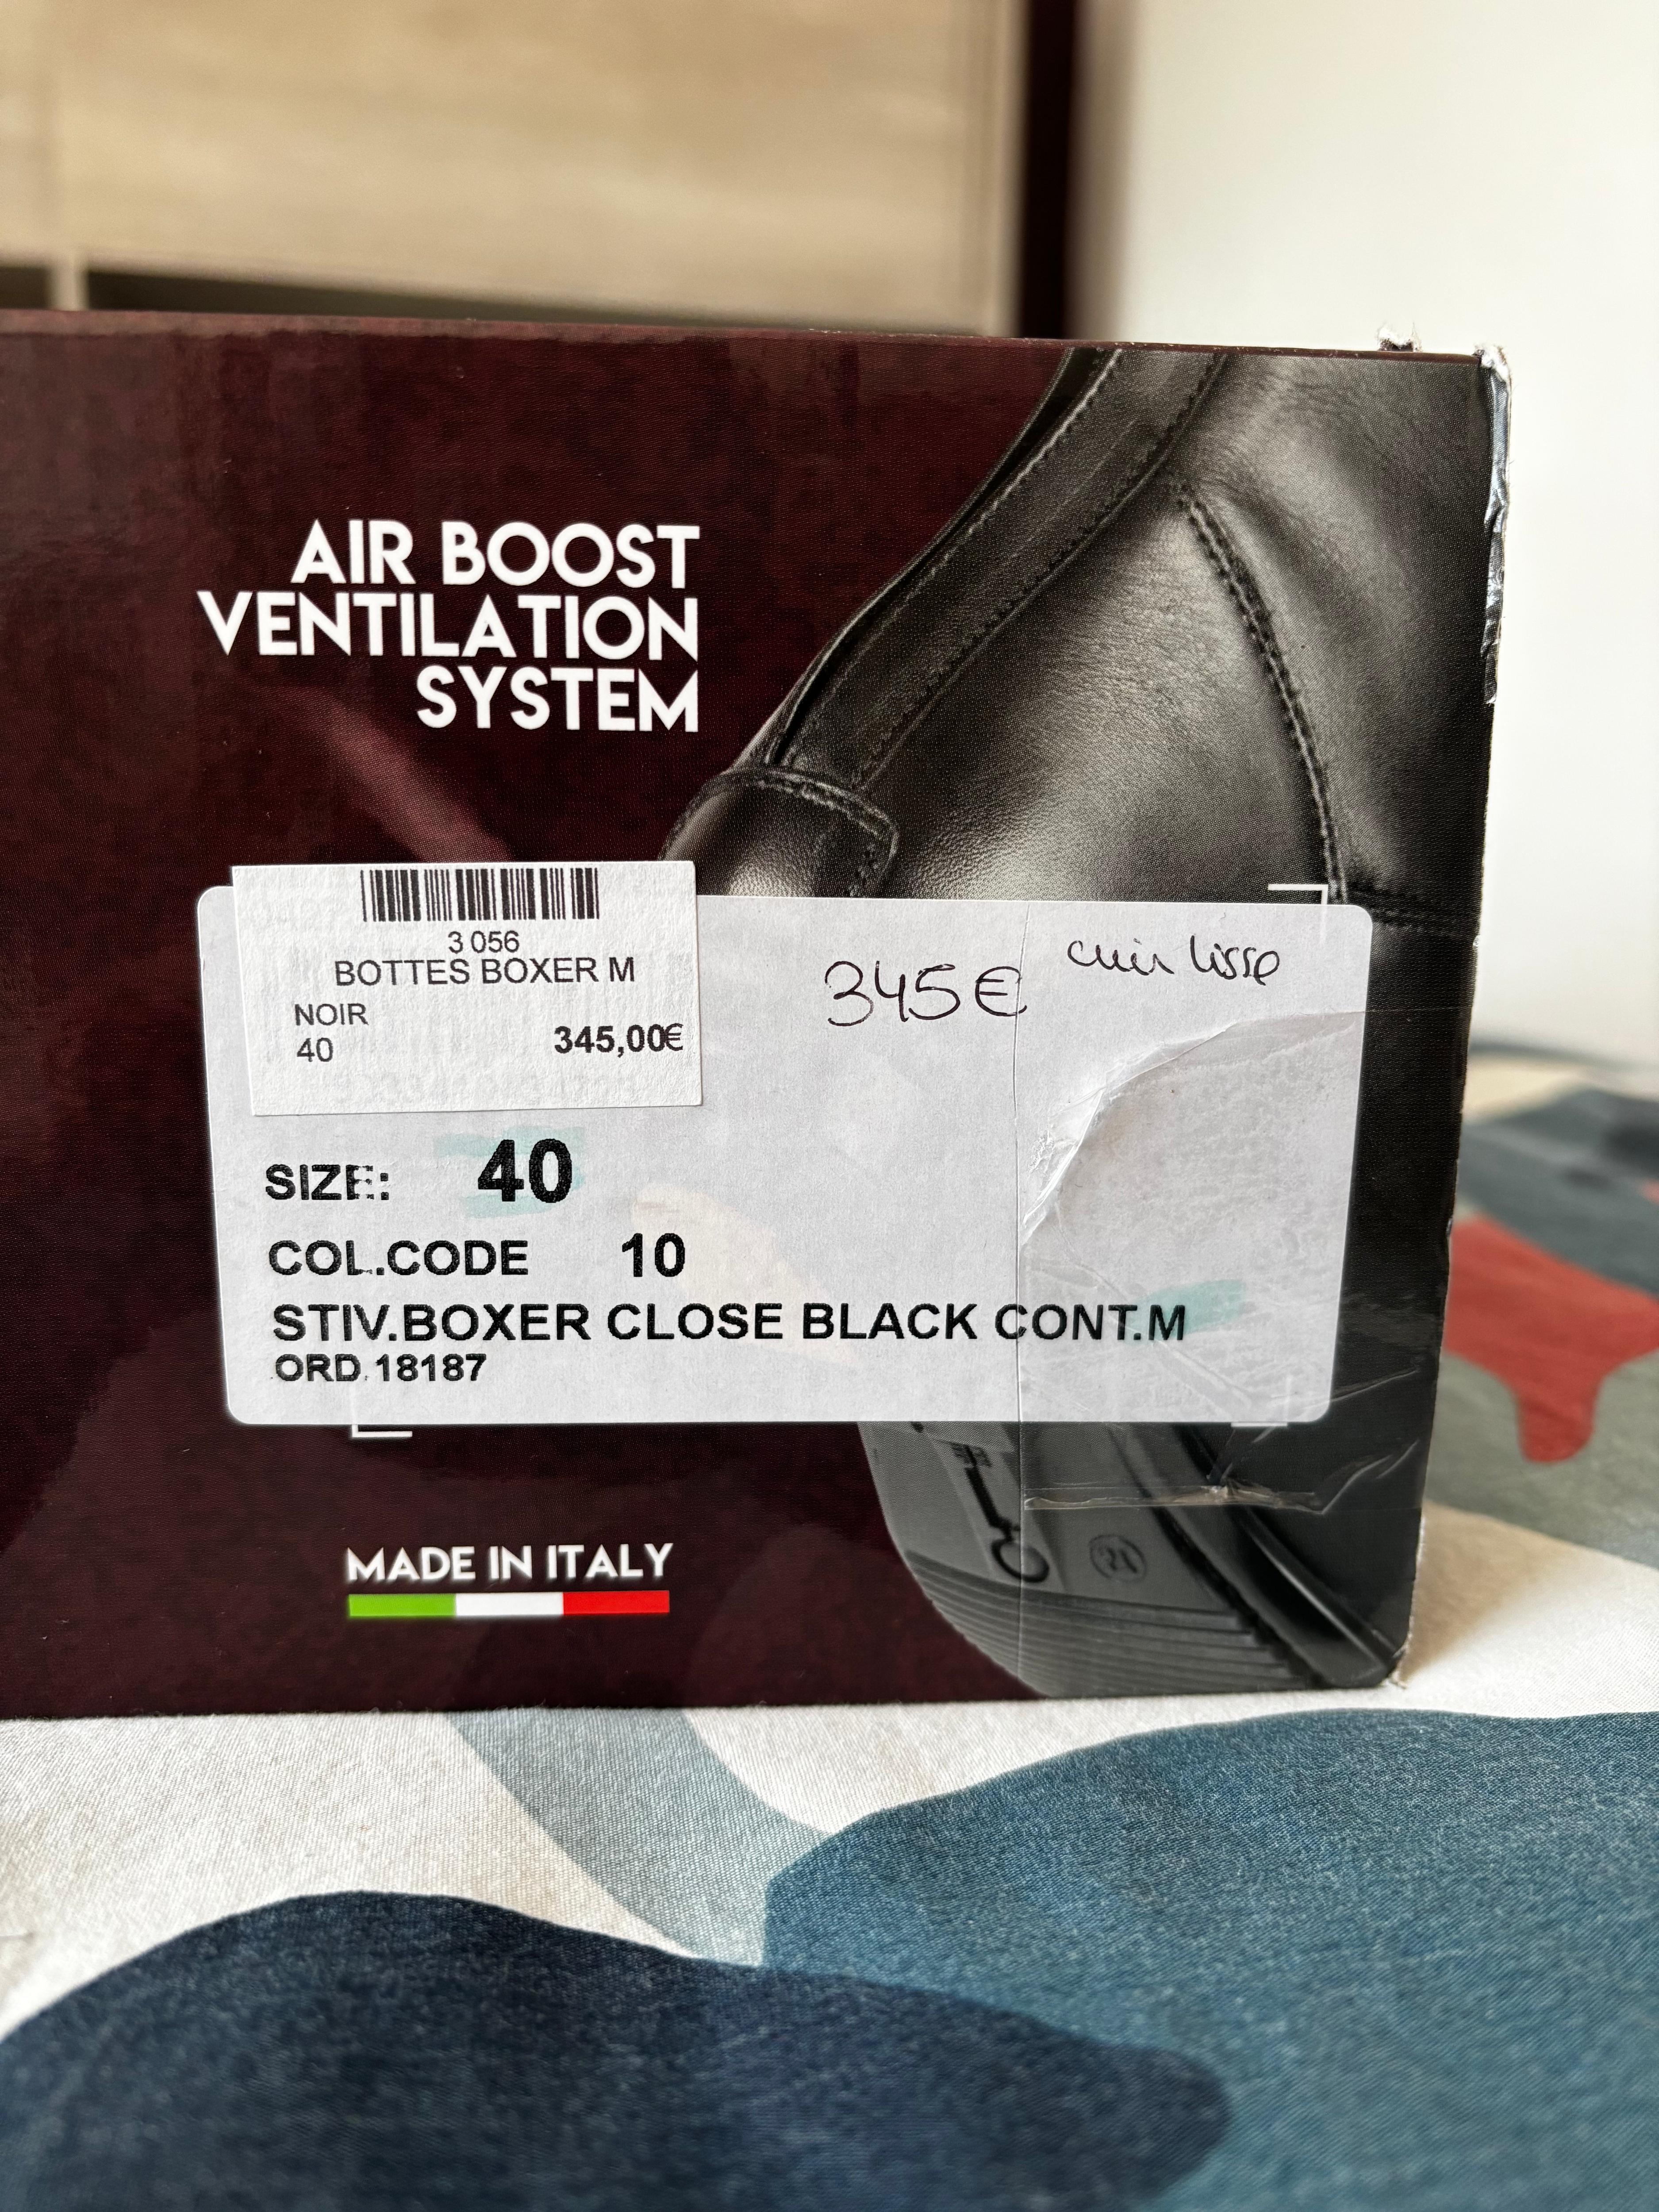 AIR BOOST
VENTILATION
SYSTEM
3 056
BOTTES BOXER M
NOIR
40
345,00€
345€
cuir lisse
SIZE: 40
COL.CODE 10
STIV.BOXER CLOSE BLACK CONT.M
ORD.18187
MADE IN ITALY